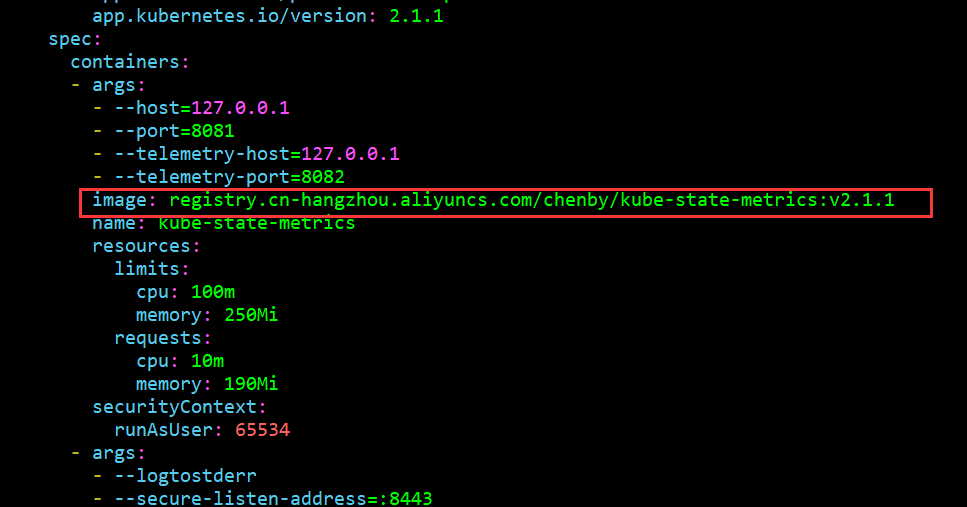 app.kubernetes.io/version: 2.1.1
spec:
containers:
- args:
- --host=127.0.0.1
- --port=8081
- --telemetry-host=127.0.0.1
- --telemetry-port=8082
image: registry.cn-hangzhou.aliyuncs.com/chenby/kube-state-metrics:v2.1.1
name: kube-state-metrics
resources:
limits:
cpu: 100m
memory: 250Mi
requests:
cpu: 10m
memory: 190Mi
securityContext:
runAsUser: 65534
- args:
- --logtostderr
- --secure-listen-address=:8443